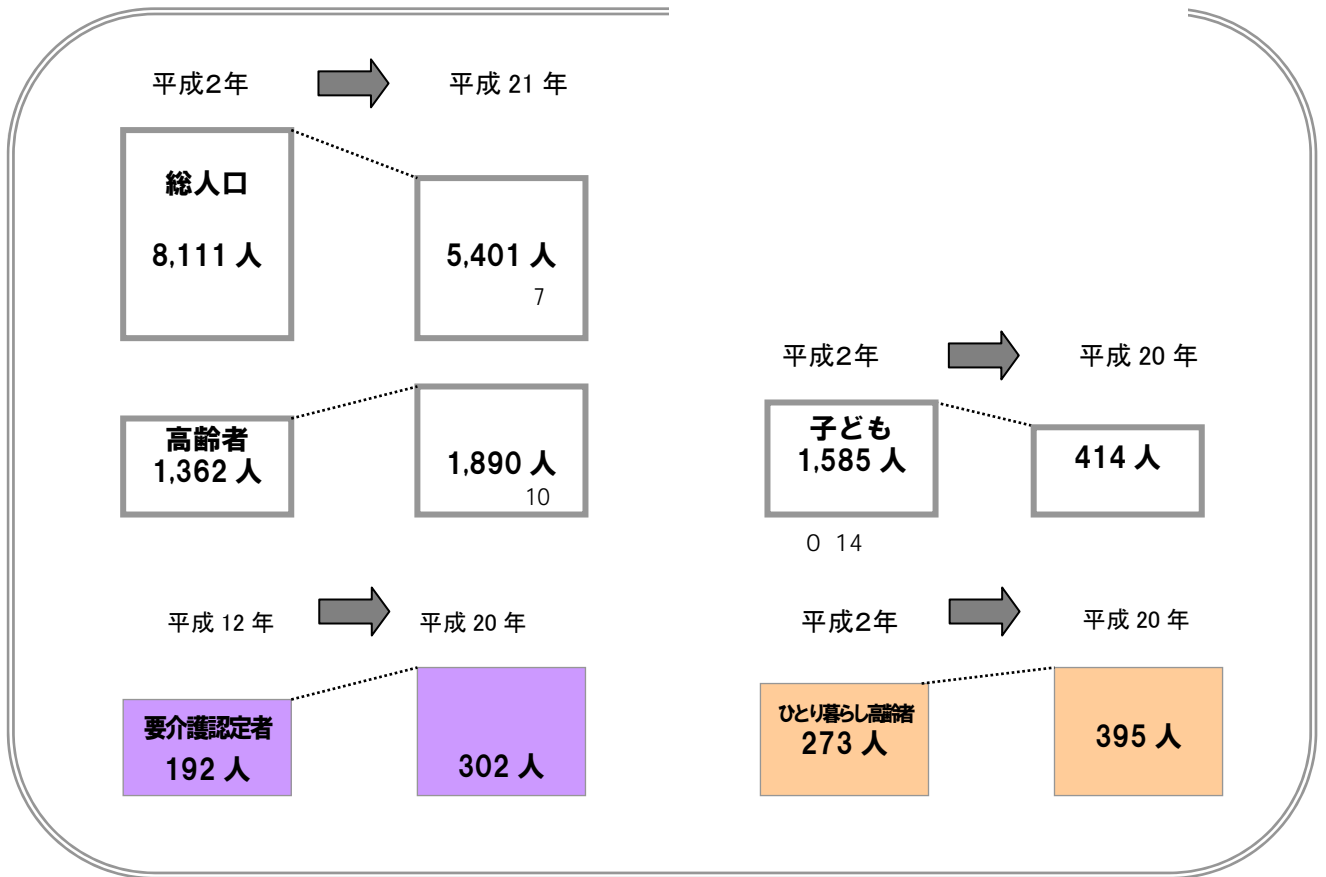 平成2年
平成 21 年
総人口
8,111 人
5,401 人
7
高齢者
1,362 人
1,890 人
10
平成2年
平成 20 年
子ども
1,585 人
414 人
0 14
平成 12 年
平成 20 年
要介護認定者
192 人
302 人
平成2年
平成 20 年
ひとり暮らし高齢者
273 人
395 人